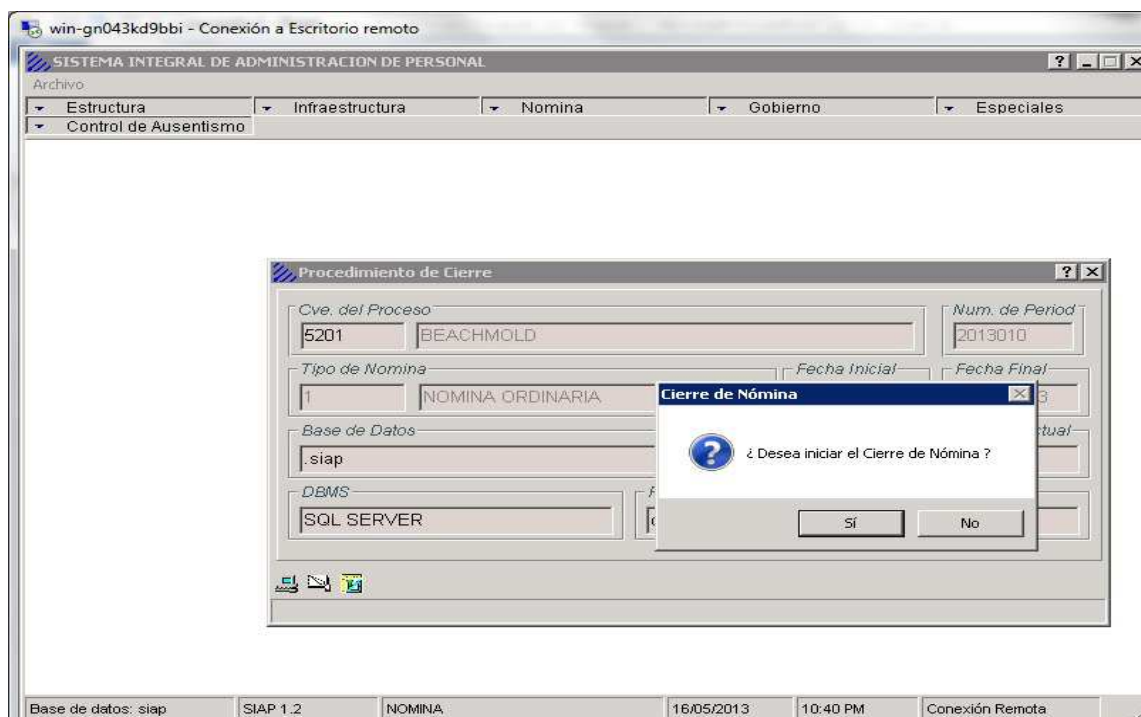 win-gn043kd9bbi - Conexión a Escritorio remoto
SISTEMA INTEGRAL DE ADMINISTRACION DE PERSONAL
Archivo
Estructura Infraestructura Nomina Gobierno Especiales
Control de Ausentismo
Procedimiento de Cierre
Cve. del Proceso Num. de Period
5201 BEACHMOLD 2013010
Tipo de Nomina Fecha Inicial Fecha Final
1 NOMINA ORDINARIA 3
Cierre de Nómina
Base de Datos tual
.siap
¿ Desea iniciar el Cierre de Nómina ?
DBMS
SQL SERVER
Sí No
Base de datos: siap SIAP 1.2 NOMINA 16/05/2013 10:40 PM Conexión Remota